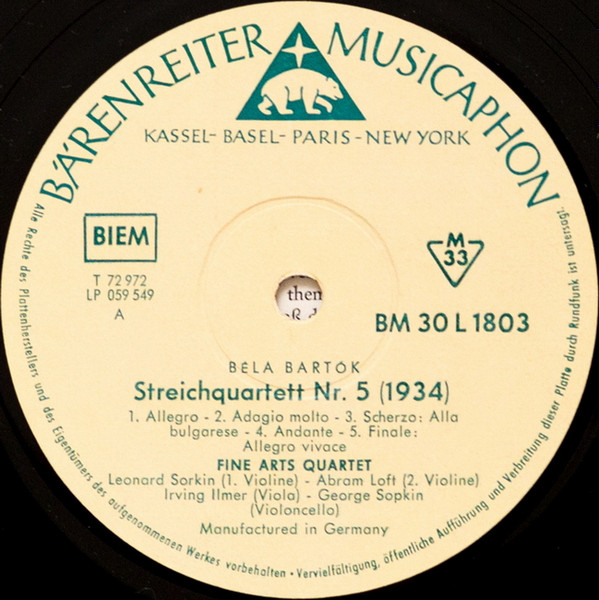 BÄRENREITER MUSICAPHON
KASSEL- BASEL- PARIS - NEW YORK
BIEM
M
33
T 72 972
LP 059 549
A
them
BM 30 L 1803
BÉLA BARTÓK
Streichquartett Nr. 5 (1934)
1. Allegro - 2. Adagio molto - 3. Scherzo: Alla
bulgarese - 4. Andante - 5. Finale:
Allegro vivace
FINE ARTS QUARTET
Leonard Sorkin (1. Violine) - Abram Loft (2. Violine)
Irving Ilmer (Viola) - George Sopkin
(Violoncello)
Manufactured in Germany
Alle Rechte des Plattenherstellers und des Eigentümers des aufgenommenen Werkes vorbehalten • Vervielfältigung, öffentliche Aufführung und Verbreitung dieser Platte durch Rundfunk ist untersagt.